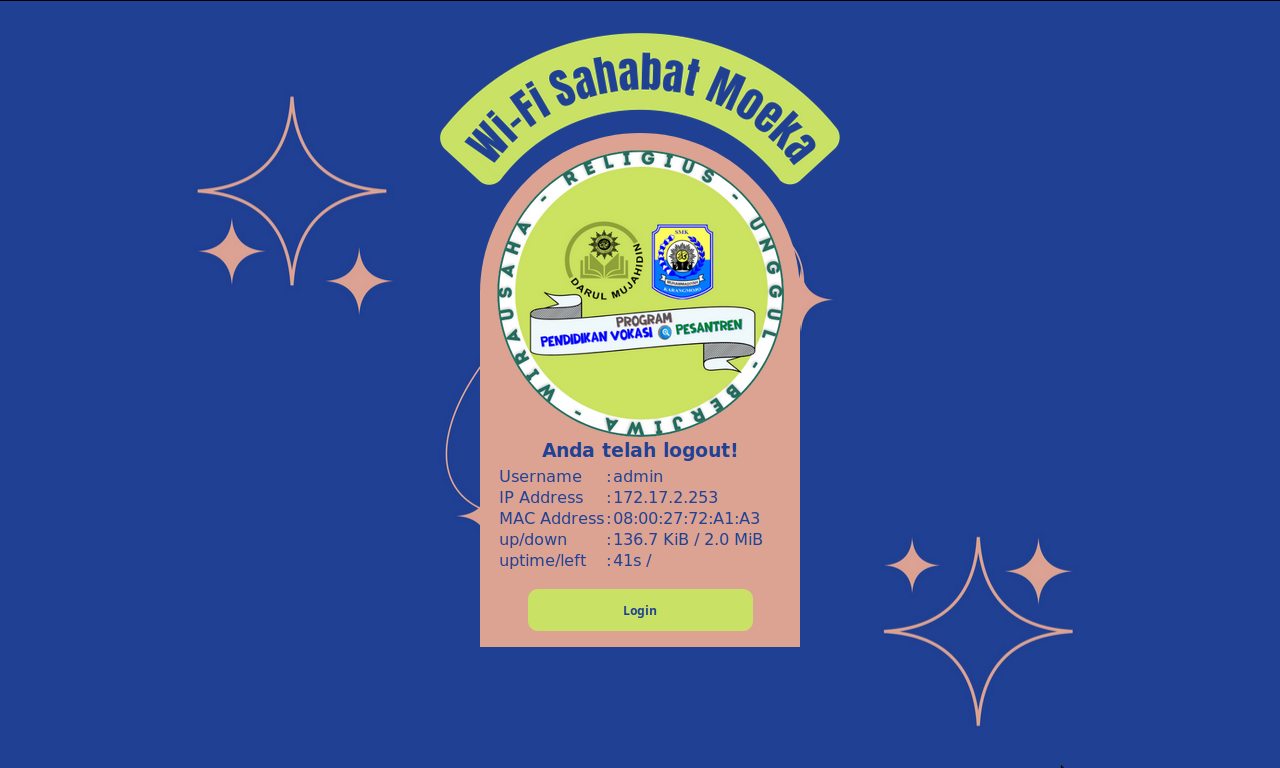 Wi-Fi Sahabat Moeka
RELIGIUS - UNGGUL - BERJIWA - WIRAUSAHA -
DARUL MUJAHIDIN
SMK
MUHAMMADIYAH
KARANGMOJO
PROGRAM
PENDIDIKAN VOKASI PESANTREN
Anda telah logout!
Username : admin
IP Address : 172.17.2.253
MAC Address : 08:00:27:72:A1:A3
up/down : 136.7 KiB / 2.0 MiB
uptime/left : 41s /
Login